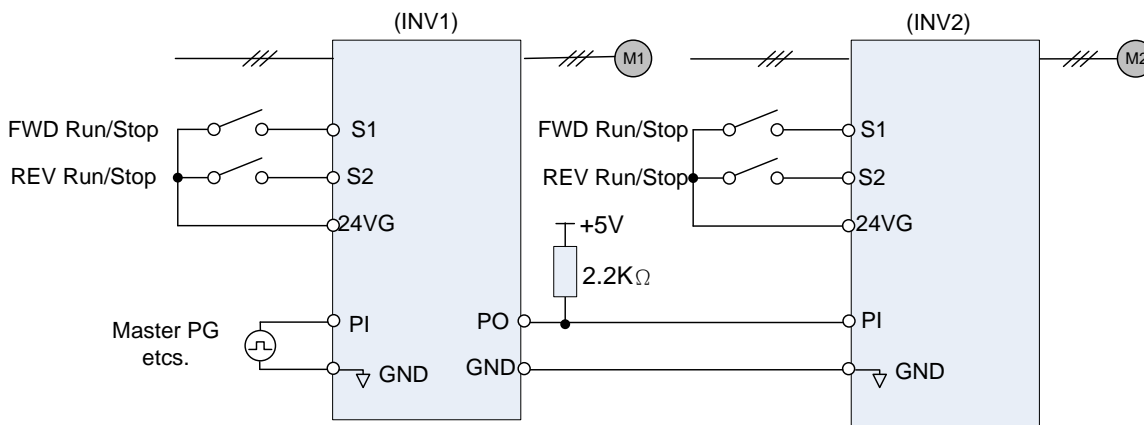 (INV1)
(INV2)
M1
M2
FWD Run/Stop
S1
FWD Run/Stop
S1
REV Run/Stop
S2
REV Run/Stop
S2
24VG
+5V
24VG
2.2KΩ
Master PG
etcs.
PI
PO
PI
GND
GND
GND